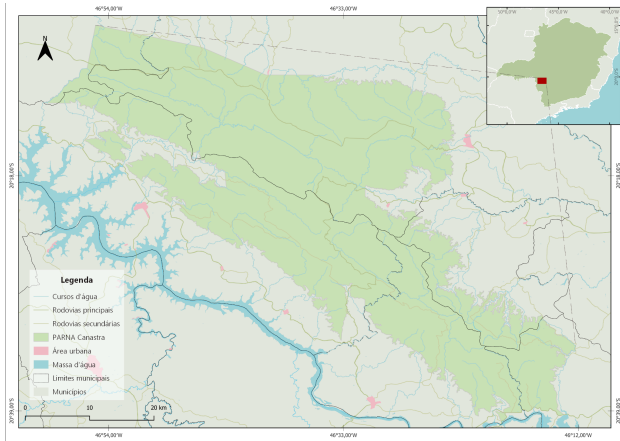 46°54,00'W
46°33,00'W
N
20°18,00'S
20°18,00'S
Legenda
Cursos d'água
Rodovias principais
Rodovias secundárias
PARNA Canastra
Área urbana
Massa d'água
Limites municipais
Municípios
0 10 20 km
20°39,00'S
20°39,00'S
46°54,00'W
46°33,00'W
46°12,00'W